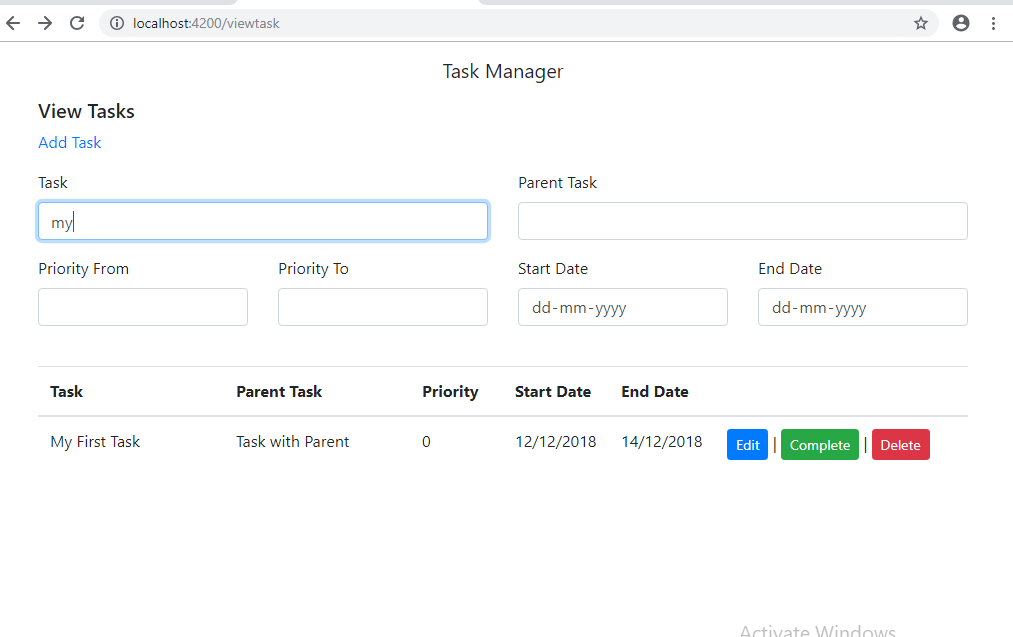 localhost:4200/viewtask
Task Manager
View Tasks
Add Task
Task Parent Task
my
Priority From Priority To Start Date End Date
dd-mm-yyyy dd-mm-yyyy
Task Parent Task Priority Start Date End Date
My First Task Task with Parent 0 12/12/2018 14/12/2018 Edit | Complete | Delete
Activate Windows